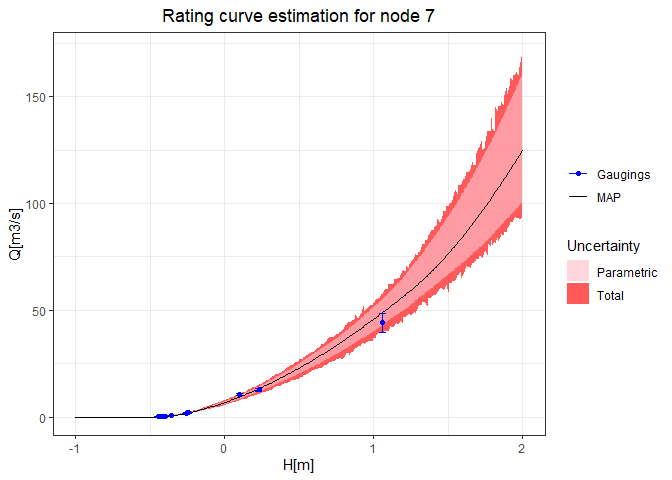 Rating curve estimation for node 7
Q[m3/s]
150
100
50
0
-1
0
1
2
H[m]
Gaugings
MAP
Uncertainty
Parametric
Total